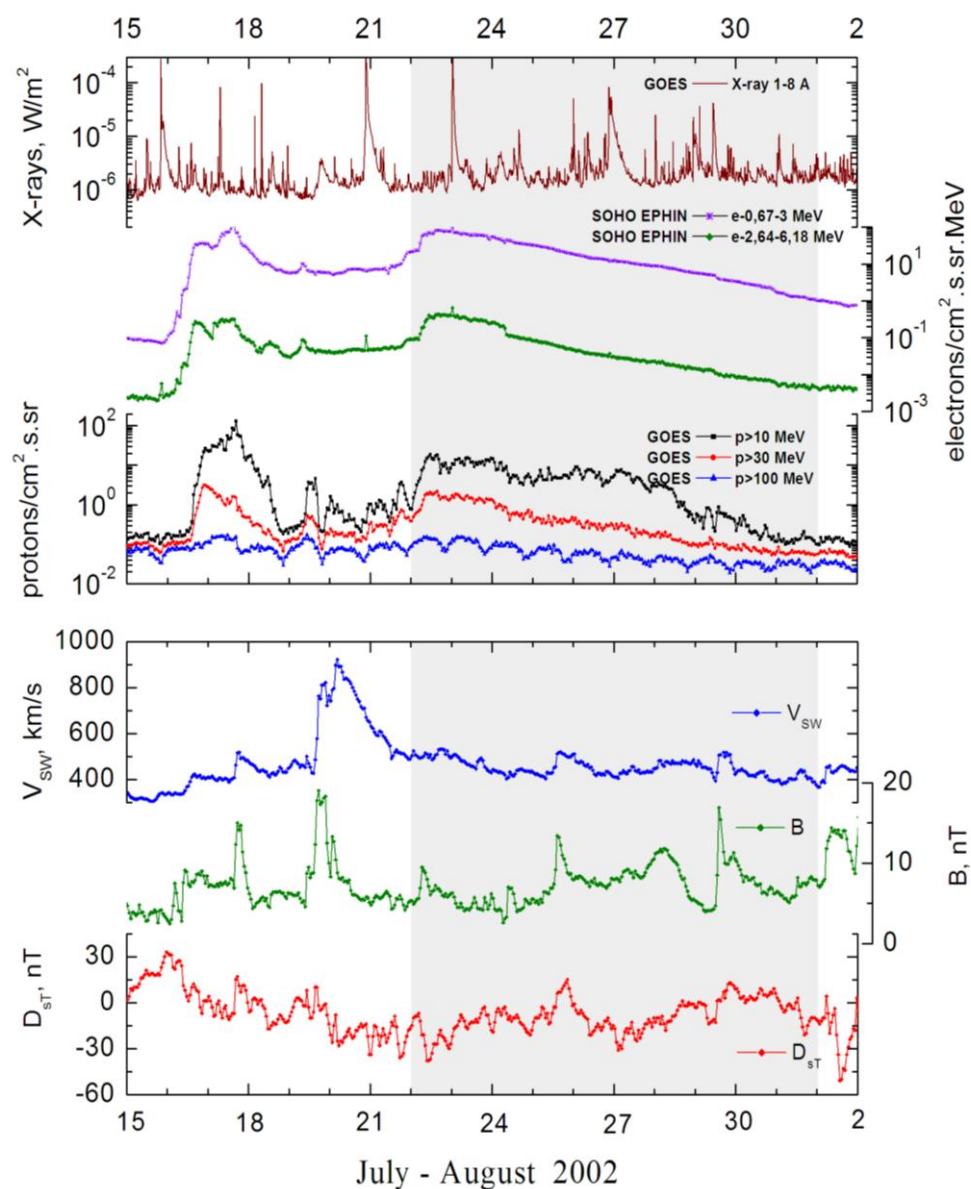 15 18 21 24 27 30 2
X-rays, W/m²
10⁻⁴
10⁻⁵
10⁻⁶
GOES X-ray 1-8 A
SOHO EPHIN e-0,67-3 MeV
SOHO EPHIN e-2,64-6,18 MeV
10¹
10⁻¹
10⁻³
electrons/cm².s.sr.MeV
protons/cm².s.sr
10²
10⁰
10⁻²
GOES p>10 MeV
GOES p>30 MeV
GOES p>100 MeV
V_SW, km/s
1000
800
600
400
V_SW
20
10
0
B, nT
B
D_sT, nT
30
0
-30
-60
D_sT
15 18 21 24 27 30 2
July - August 2002